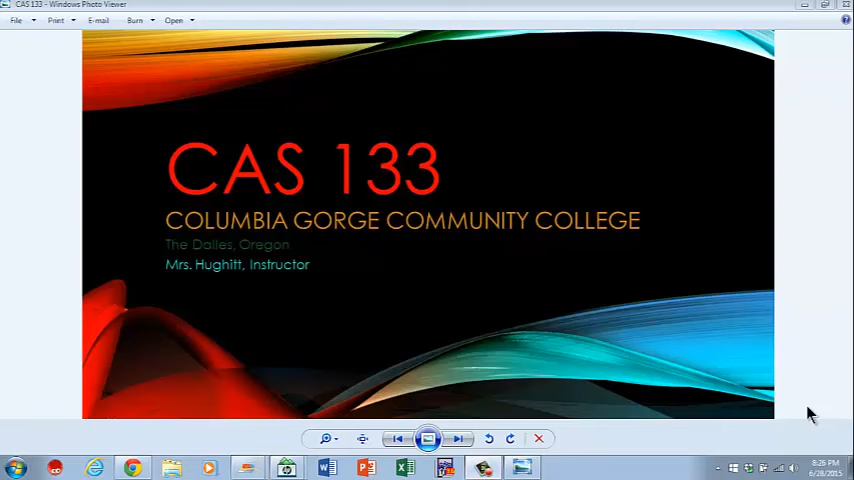 CAS 133 - Windows Photo Viewer
File Print E-mail Burn Open
CAS 133
COLUMBIA GORGE COMMUNITY COLLEGE
The Dalles, Oregon
Mrs. Hughitt, Instructor
8:26 PM
6/28/2015